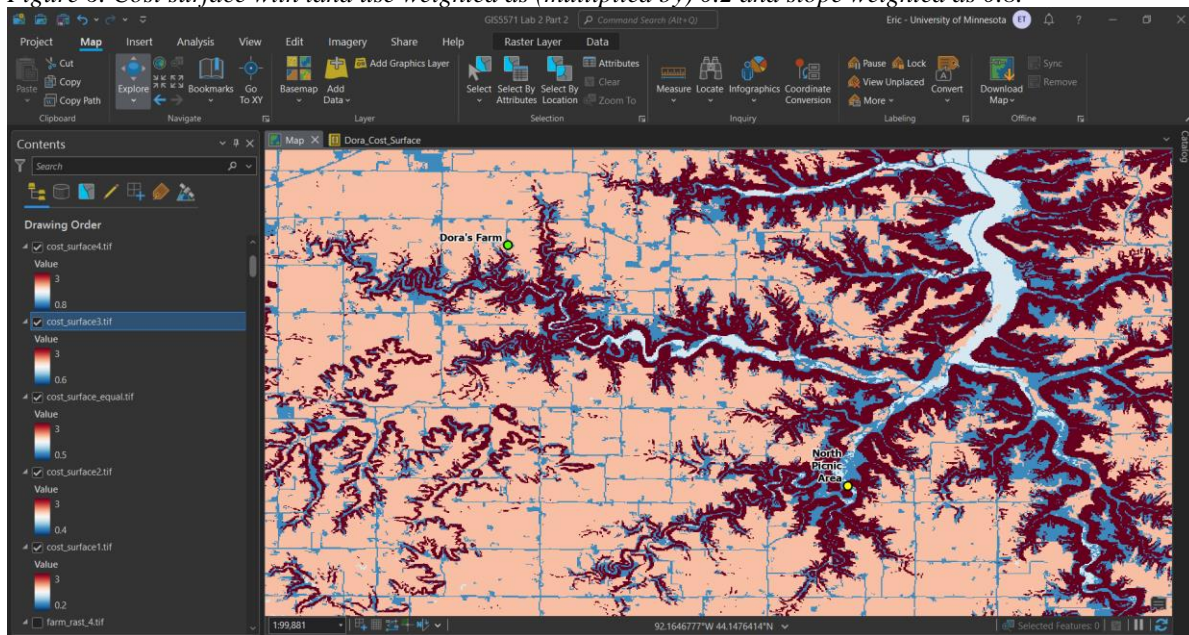 Figure 8. Cost surface with land use weighted as (multiplied by) 0.2 and slope weighted as 0.8.
GIS5571 Lab 2 Part 2
Command Search (Alt+Q)
Eric - University of Minnesota
ET
?
Project Map Insert Analysis View Edit Imagery Share Help Raster Layer Data
Cut
Copy
Copy Path
Paste
Clipboard
Explore
Bookmarks
Go To XY
Navigate
Basemap
Add Data
Add Graphics Layer
Layer
Select
Select By Attributes
Select By Location
Attributes
Clear
Zoom To
Selection
Measure
Locate
Infographics
Coordinate Conversion
Inquiry
Pause
Lock
View Unplaced
More
Convert
Labeling
Download Map
Sync
Remove
Offline
Contents
Search
Drawing Order
cost_surface4.tif
Value
3
0.8
cost_surface3.tif
Value
3
0.6
cost_surface_equal.tif
Value
3
0.5
cost_surface2.tif
Value
3
0.4
cost_surface1.tif
Value
3
0.2
farm_rast_4.tif
Map
Dora_Cost_Surface
Catalog
Dora's Farm
North
Picnic
Area
1:99,881
92.1646777°W 44.1476414°N
Selected Features: 0